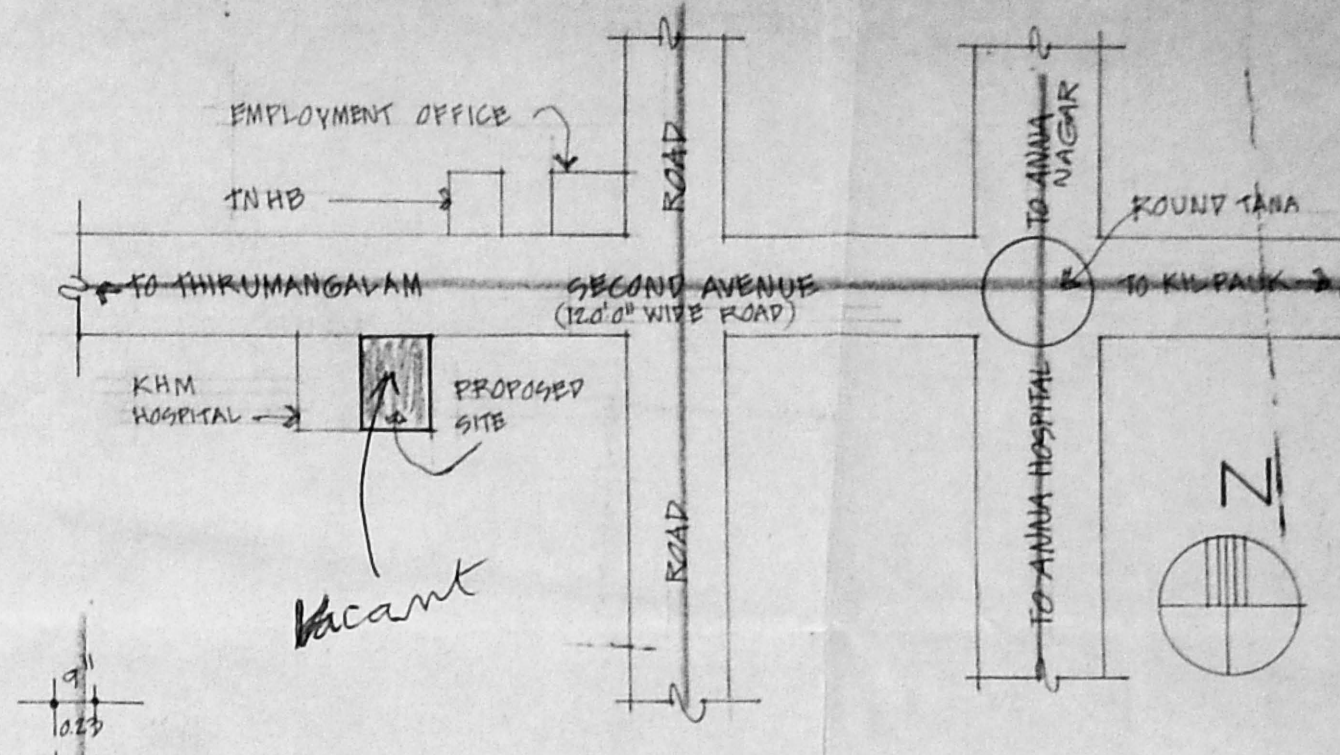 EMPLOYMENT OFFICE
TNHB
ROAD
TO ANNA
NAGAR
ROUND TANA
TO THIRUMANGALAM
SECOND AVENUE
(120'0" WIDE ROAD)
TO KILPAUK
KHM
HOSPITAL
PROPOSED
SITE
Vacant
ROAD
TO ANNA HOSPITAL
N
9"
0.23